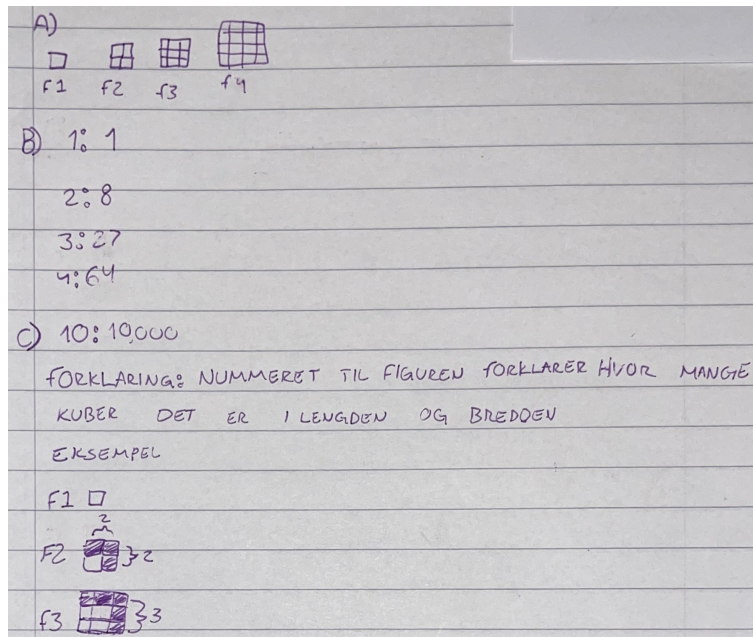 A)
f1 f2 f3 f4
B) 1: 1
2: 8
3: 27
4: 64
C) 10: 10,000
FORKLARING: NUMMERET TIL FIGUREN FORKLARER HVOR MANGE
KUBER DET ER I LENGDEN OG BREDDEN
EKSEMPEL
F1
2
F2 2
f3 3